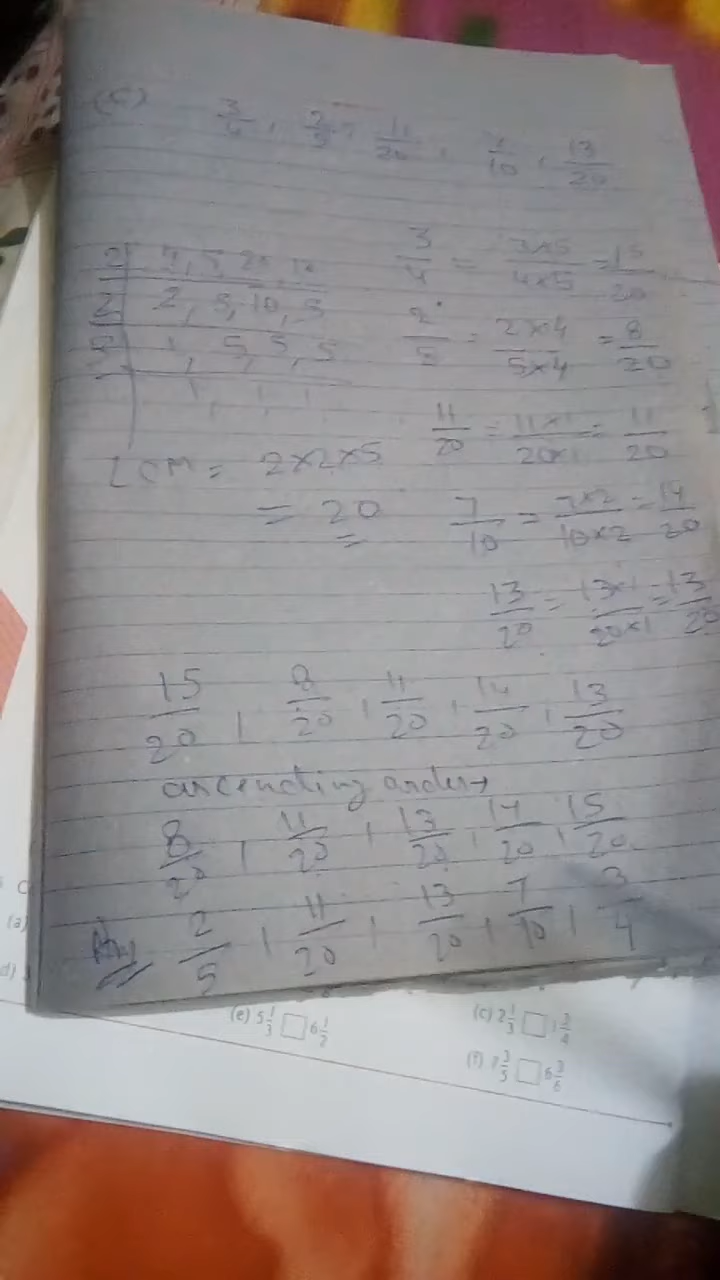 (c) 3/4, 2/5, 11/20, 7/10, 13/20
2 | 4, 5, 20, 10
2 | 2, 5, 10, 5
5 | 1, 5, 5, 5
1, 1, 1
LCM = 2×2×5
= 20
3/4 = 3×5/4×5 = 15/20
2/5 = 2×4/5×4 = 8/20
11/20 = 11×1/20×1 = 11/20
7/10 = 7×2/10×2 = 14/20
13/20 = 13×1/20×1 = 13/20
15/20, 8/20, 11/20, 14/20, 13/20
ascending order→
8/20, 11/20, 13/20, 14/20, 15/20
Ans 2/5, 11/20, 13/20, 7/10, 3/4
(a)
d)
(e) 5 1/3 □ 6 1/2
(c) 2 1/3 □ 1 3/4
(f) 7 3/5 □ 6 3/6